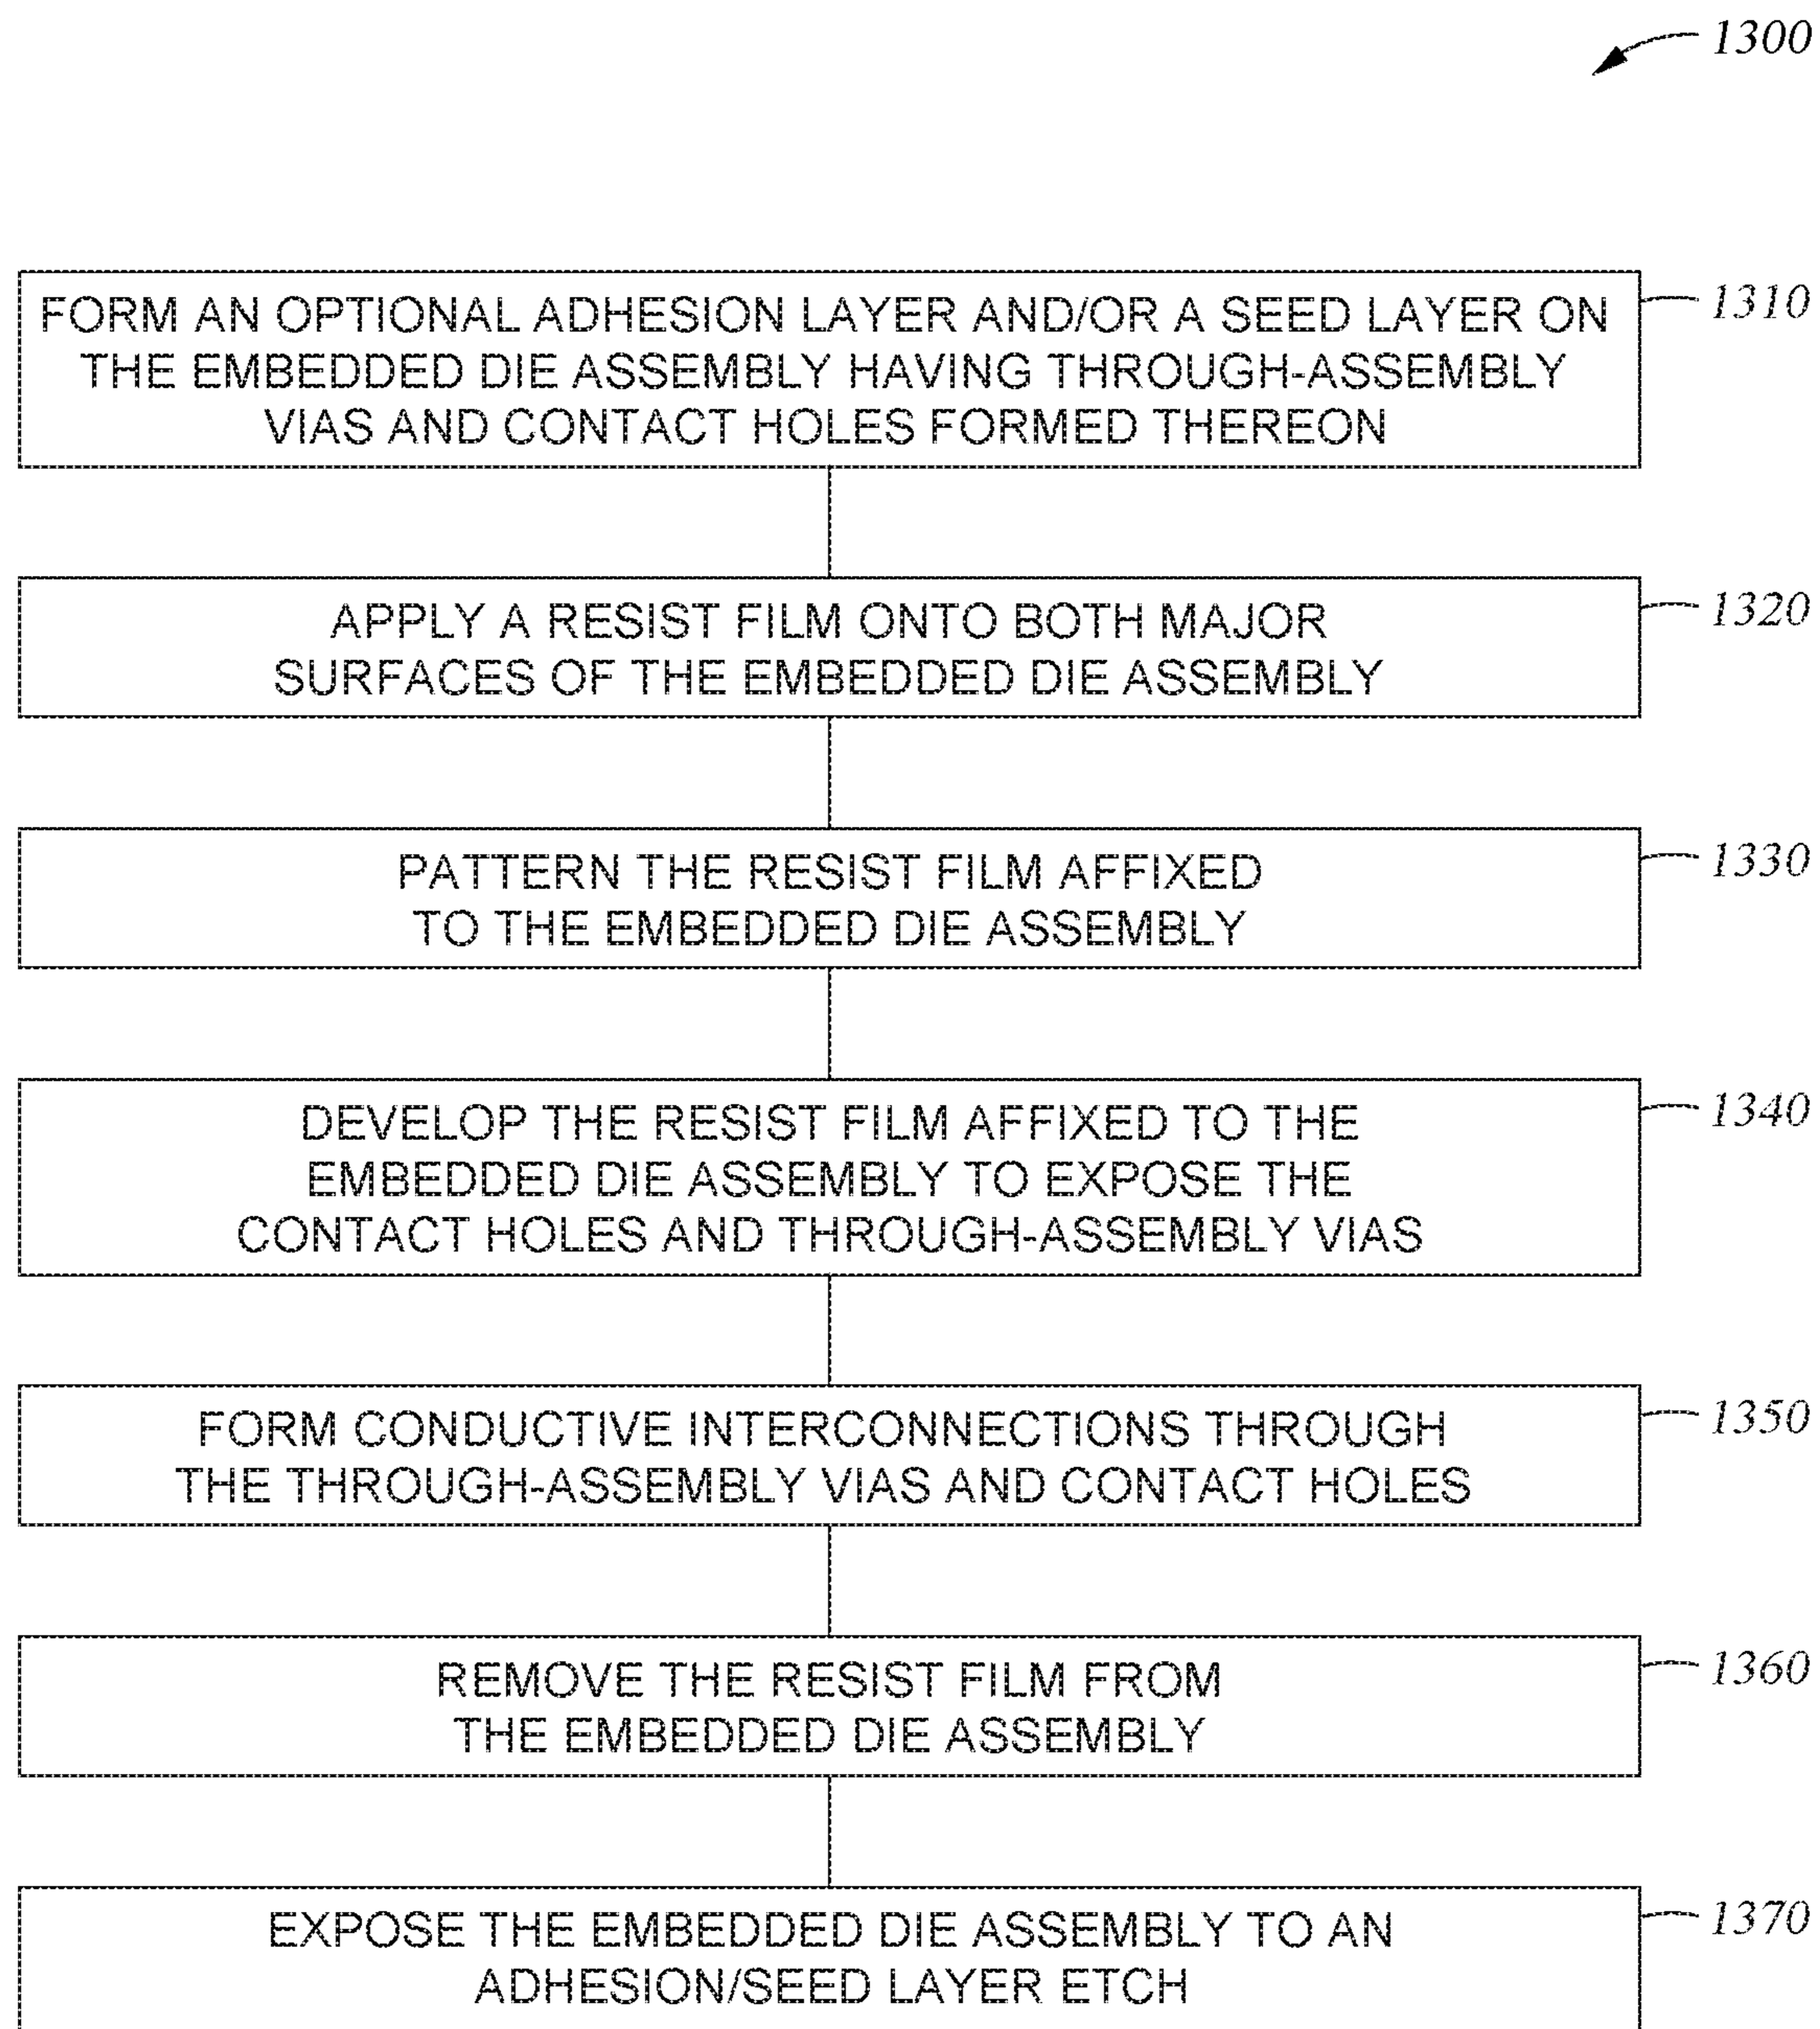 1300
FORM AN OPTIONAL ADHESION LAYER AND/OR A SEED LAYER ON
THE EMBEDDED DIE ASSEMBLY HAVING THROUGH-ASSEMBLY
VIAS AND CONTACT HOLES FORMED THEREON
1310
APPLY A RESIST FILM ONTO BOTH MAJOR
SURFACES OF THE EMBEDDED DIE ASSEMBLY
1320
PATTERN THE RESIST FILM AFFIXED
TO THE EMBEDDED DIE ASSEMBLY
1330
DEVELOP THE RESIST FILM AFFIXED TO THE
EMBEDDED DIE ASSEMBLY TO EXPOSE THE
CONTACT HOLES AND THROUGH-ASSEMBLY VIAS
1340
FORM CONDUCTIVE INTERCONNECTIONS THROUGH
THE THROUGH-ASSEMBLY VIAS AND CONTACT HOLES
1350
REMOVE THE RESIST FILM FROM
THE EMBEDDED DIE ASSEMBLY
1360
EXPOSE THE EMBEDDED DIE ASSEMBLY TO AN
ADHESION/SEED LAYER ETCH
1370